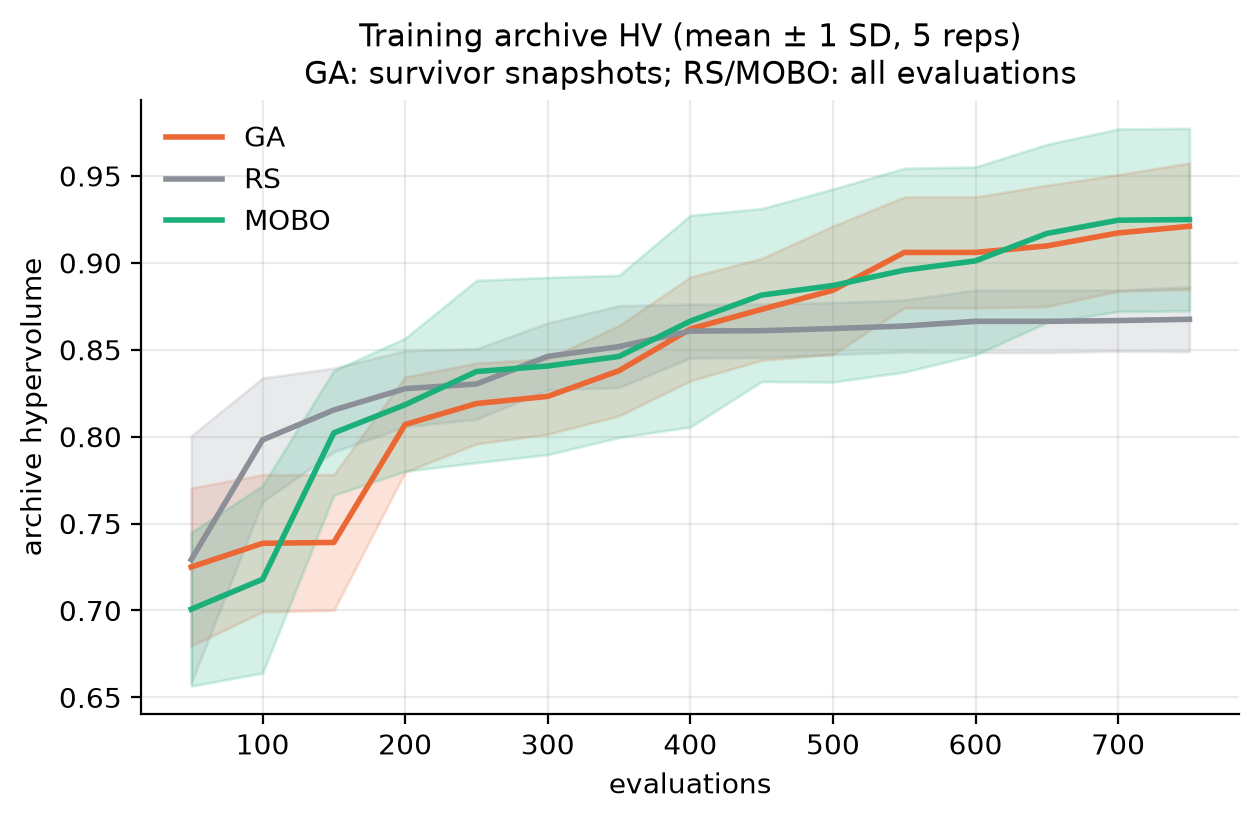 Training archive HV (mean ± 1 SD, 5 reps)
GA: survivor snapshots; RS/MOBO: all evaluations
GA
RS
MOBO
archive hypervolume
0.95
0.90
0.85
0.80
0.75
0.70
0.65
100 200 300 400 500 600 700
evaluations